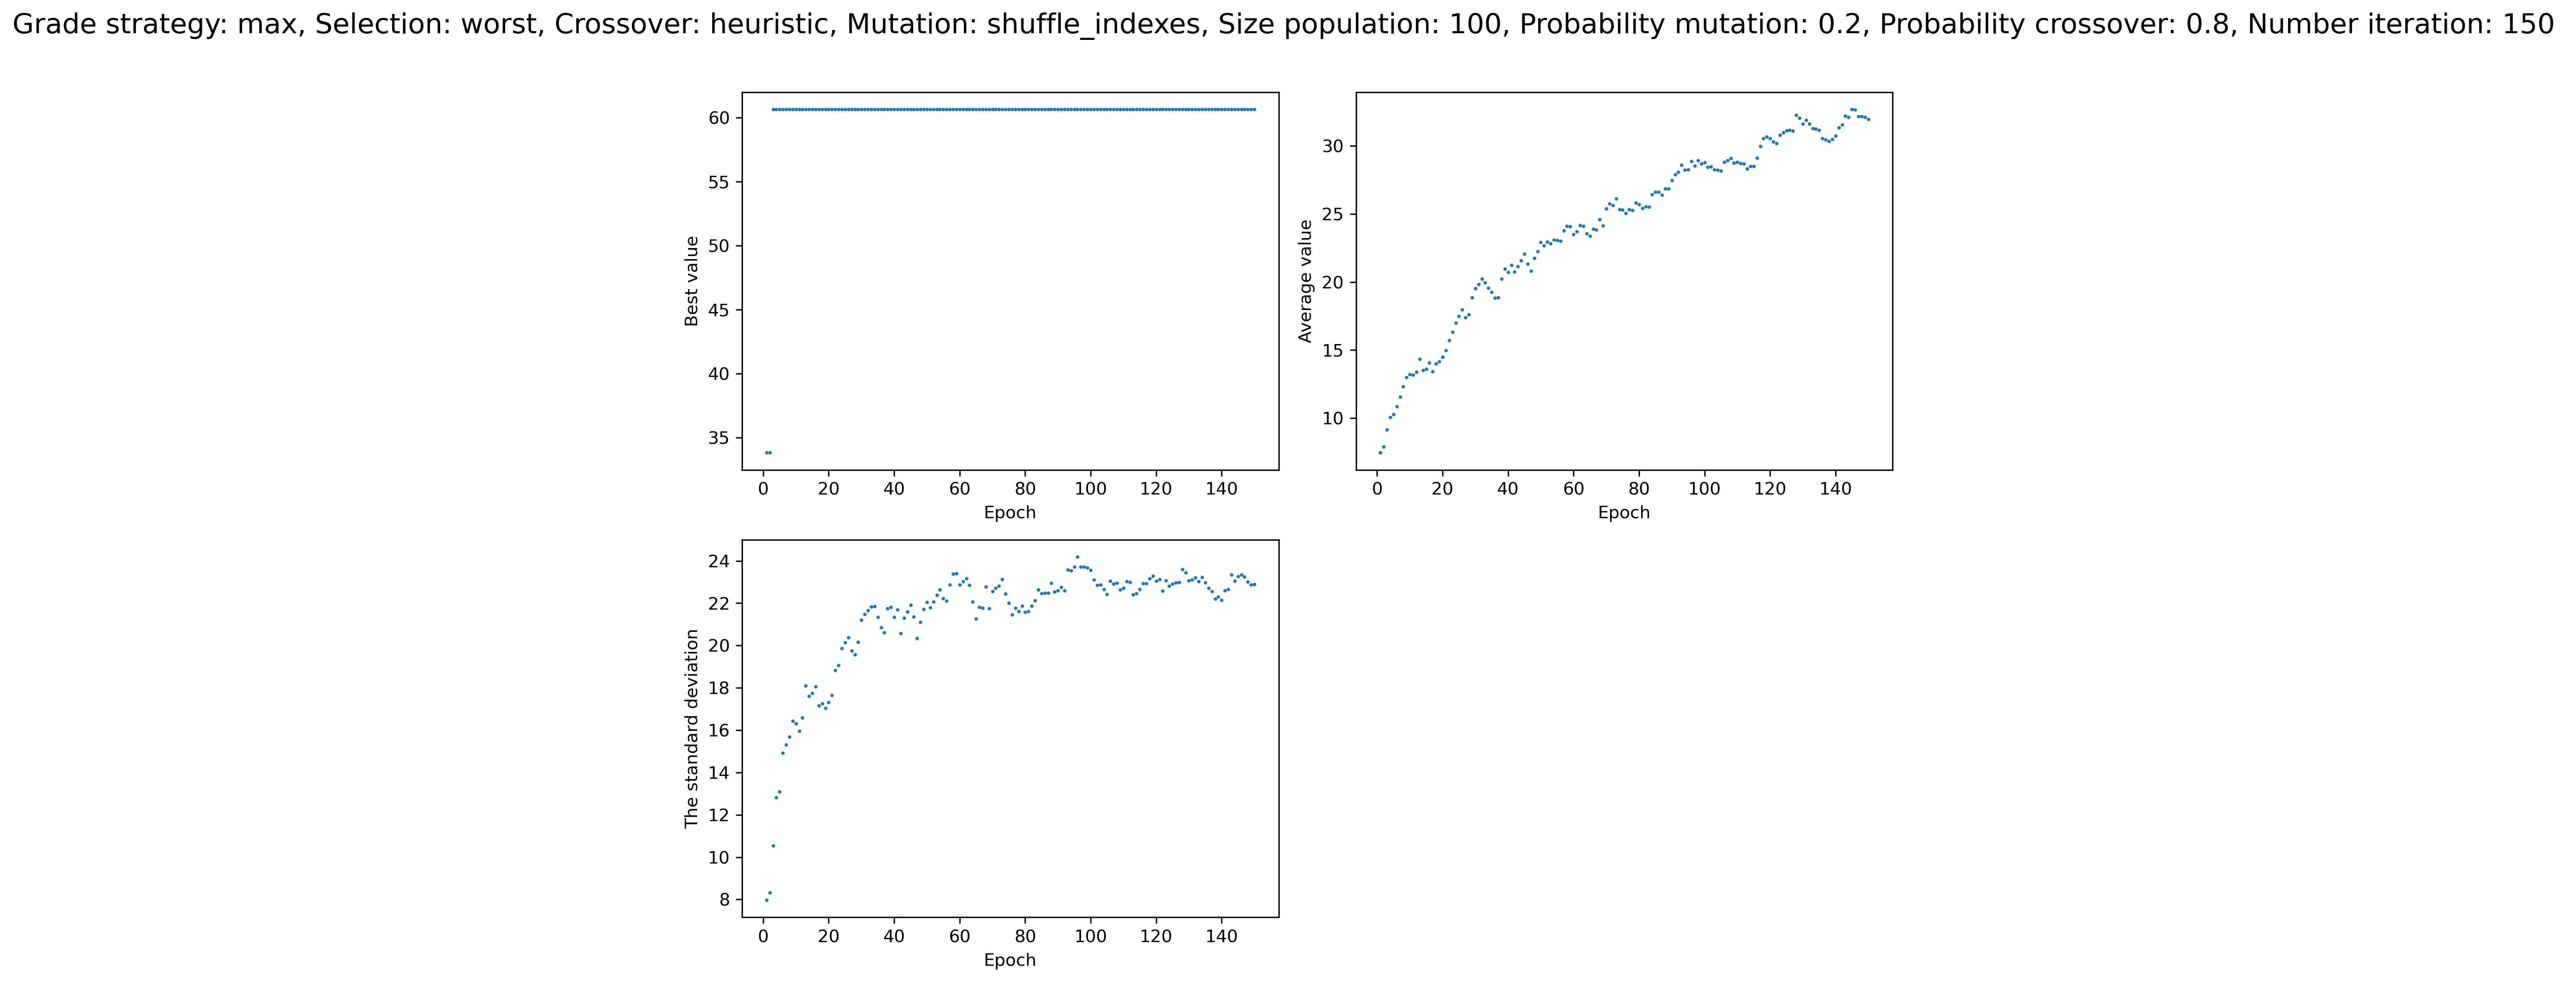 Grade strategy: max, Selection: worst, Crossover: heuristic, Mutation: shuffle_indexes, Size population: 100, Probability mutation: 0.2, Probability crossover: 0.8, Number iteration: 150
60
55
50
45
40
35
Best value
0 20 40 60 80 100 120 140
Epoch
30
25
20
15
10
Average value
0 20 40 60 80 100 120 140
Epoch
24
22
20
18
16
14
12
10
8
The standard deviation
0 20 40 60 80 100 120 140
Epoch